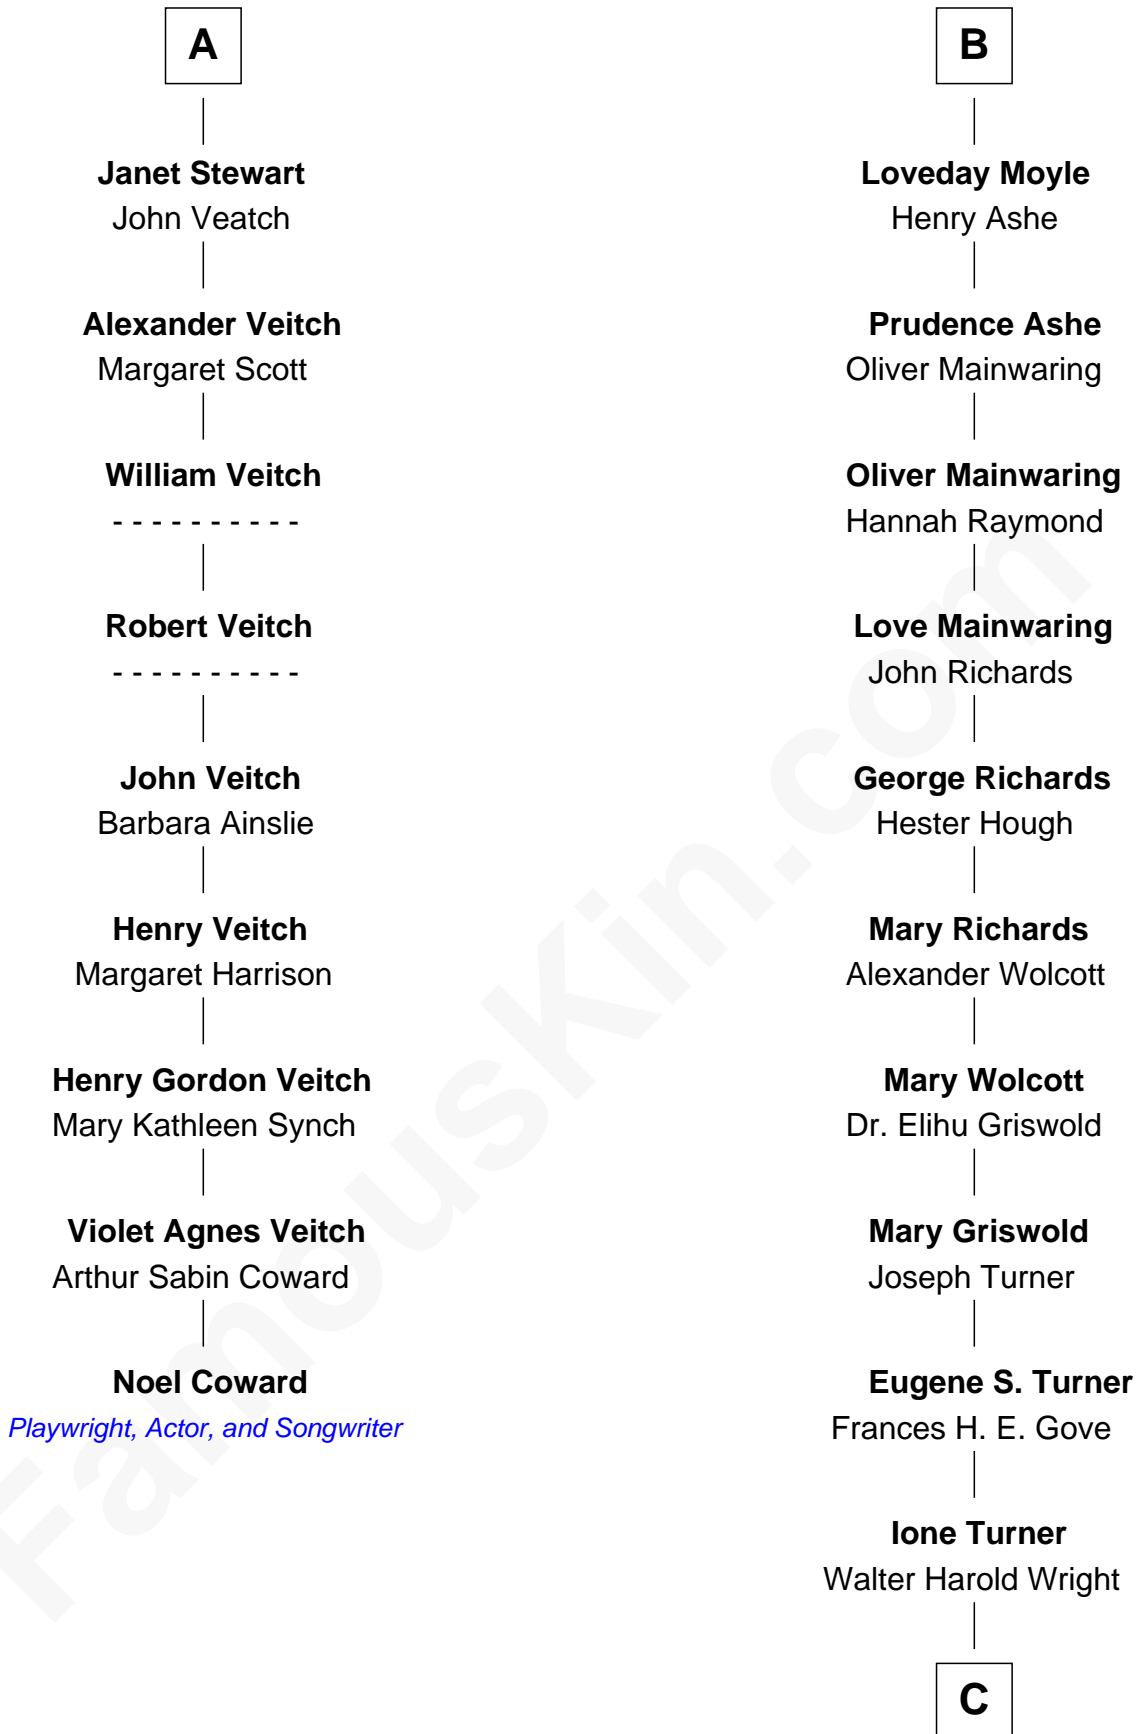 A
Janet Stewart
John Veatch
Alexander Veitch
Margaret Scott
William Veitch
- - - - - - - - - -
Robert Veitch
- - - - - - - - - -
John Veitch
Barbara Ainslie
Henry Veitch
Margaret Harrison
Henry Gordon Veitch
Mary Kathleen Synch
Violet Agnes Veitch
Arthur Sabin Coward
Noel Coward
Playwright, Actor, and Songwriter
B
Loveday Moyle
Henry Ashe
Prudence Ashe
Oliver Mainwaring
Oliver Mainwaring
Hannah Raymond
Love Mainwaring
John Richards
George Richards
Hester Hough
Mary Richards
Alexander Wolcott
Mary Wolcott
Dr. Elihu Griswold
Mary Griswold
Joseph Turner
Eugene S. Turner
Frances H. E. Gove
Ione Turner
Walter Harold Wright
C
FamousKin.com